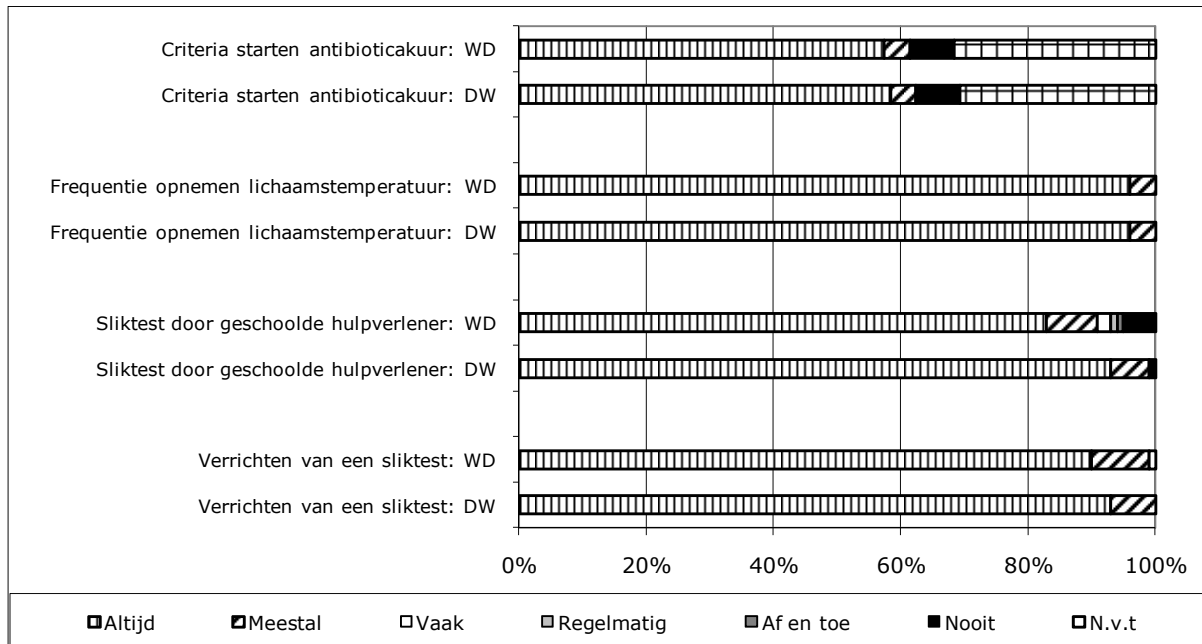 Criteria starten antibioticakuur: WD
Criteria starten antibioticakuur: DW
Frequentie opnemen lichaamstemperatuur: WD
Frequentie opnemen lichaamstemperatuur: DW
Sliktest door geschoolde hulpverlener: WD
Sliktest door geschoolde hulpverlener: DW
Verrichten van een sliktest: WD
Verrichten van een sliktest: DW
0% 20% 40% 60% 80% 100%
Altijd Meestal Vaak Regelmatig Af en toe Nooit N.v.t